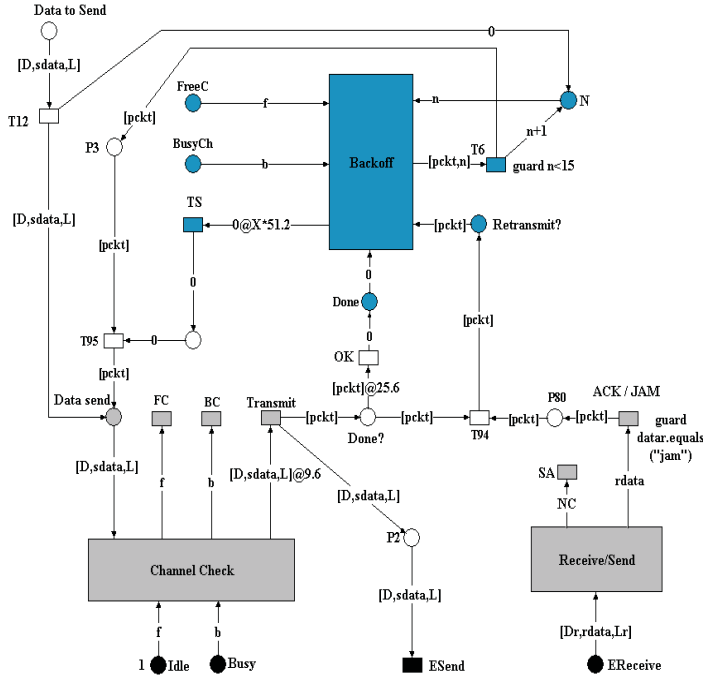 Data to Send
0
[D,sdata,L]
FreeC
f
n
N
T12
[pckt]
n+1
P3
BusyCh
b
Backoff
[pckt,n]
T6
guard n<15
[D,sdata,L]
TS
0@X*51.2
[pckt]
Retransmit?
[pckt]
0
0
Done
[pckt]
0
T95
0
OK
[pckt]
[pckt]@25.6
Data send
FC
BC
Transmit
[pckt]
Done?
[pckt]
T94
[pckt]
P80
[pckt]
ACK / JAM
guard
datar.equals
("jam")
[D,sdata,L]
f
b
[D,sdata,L]@9.6
[D,sdata,L]
SA
NC
rdata
P2
Channel Check
Receive/Send
[D,sdata,L]
f
b
[Dr,rdata,Lr]
1
Idle
Busy
ESend
EReceive